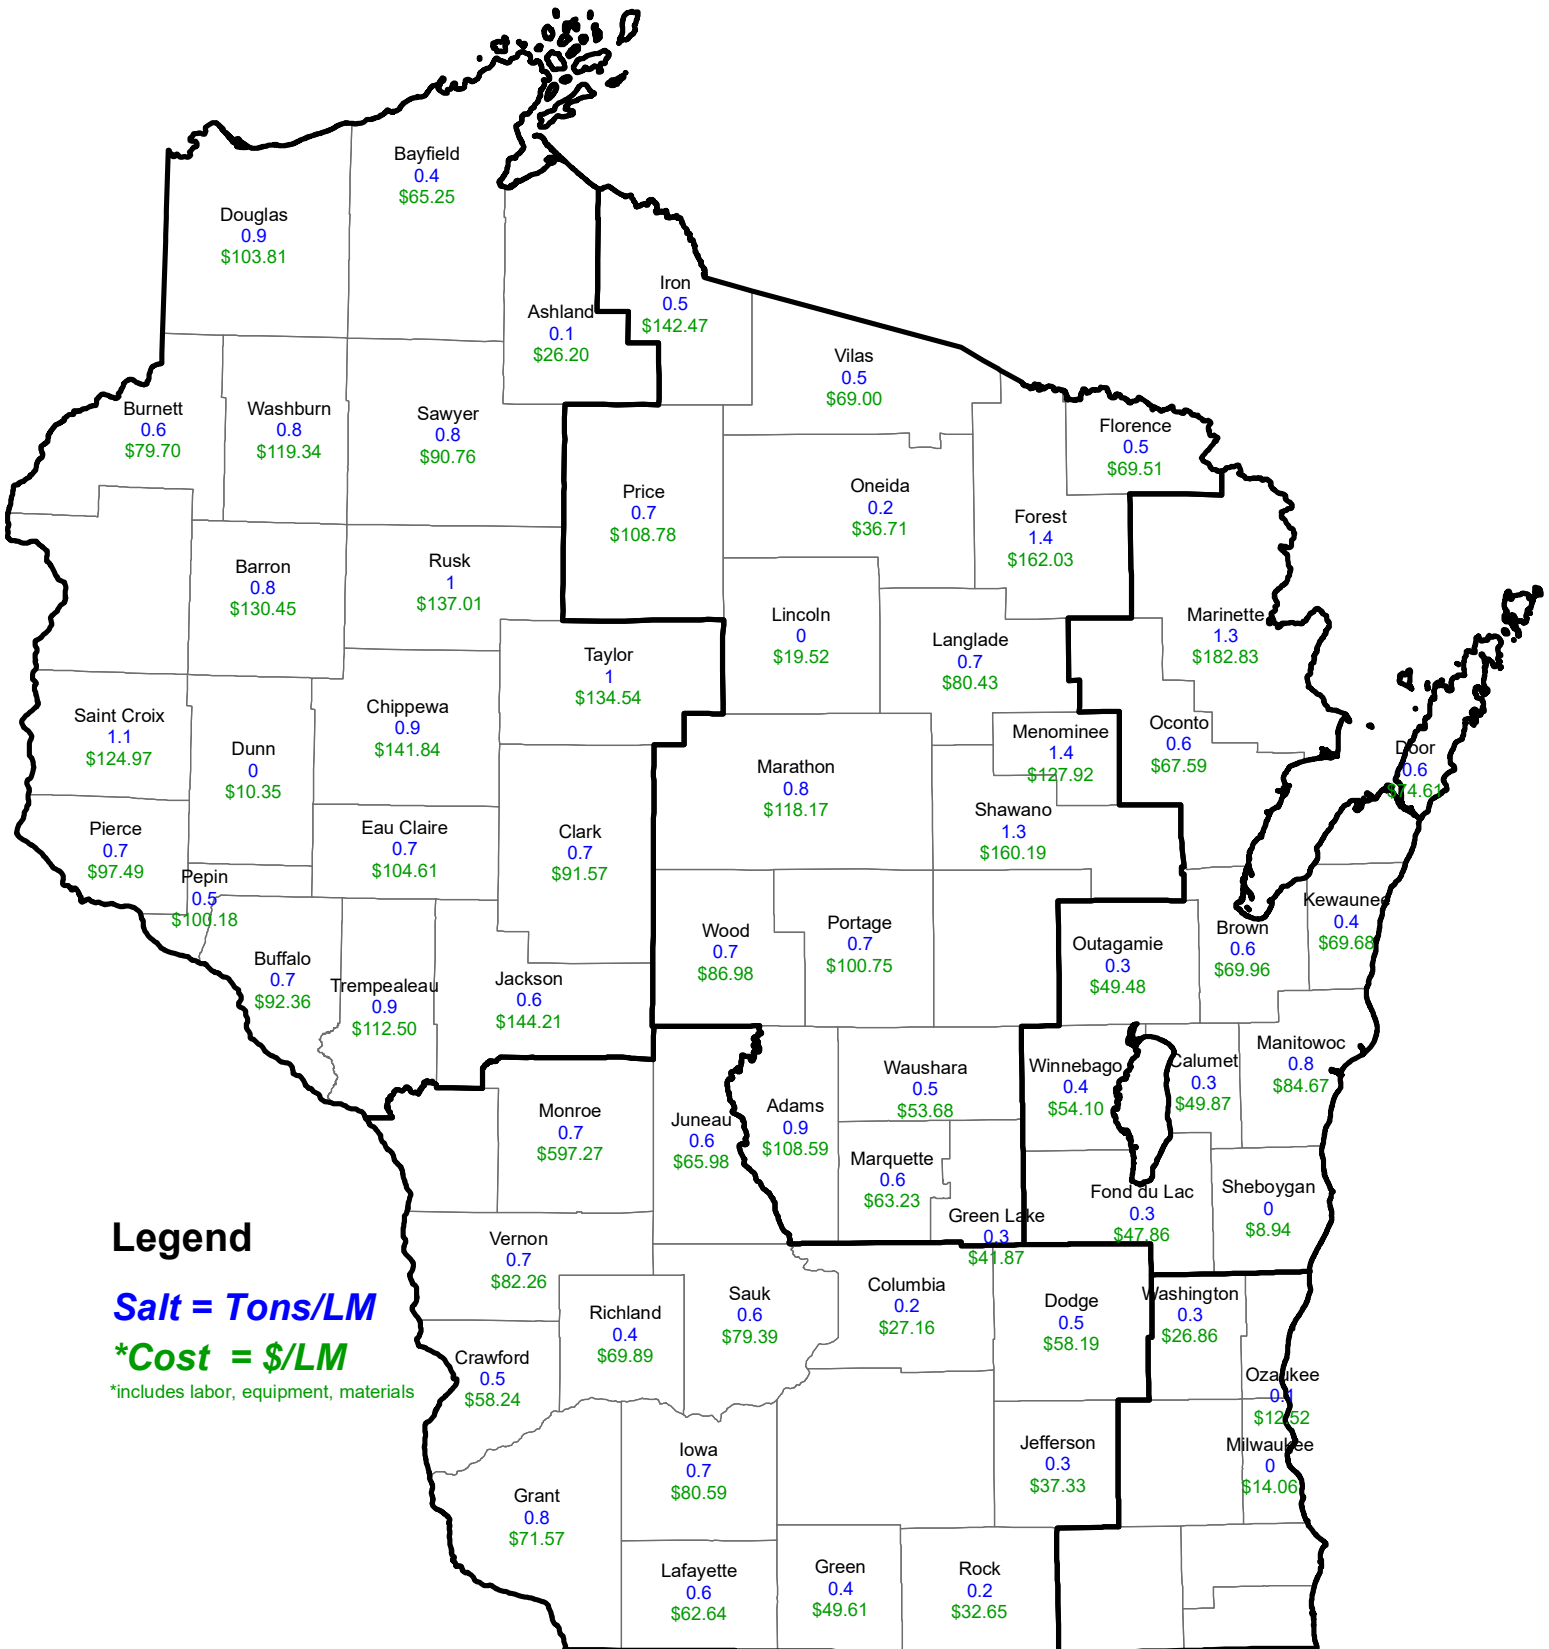 Bayfield
0.4
$65.25
Douglas
0.9
$103.81
Iron
0.5
$142.47
Ashland
0.1
$26.20
Vilas
0.5
$69.00
Burnett
0.6
$79.70
Washburn
0.8
$119.34
Sawyer
0.8
$90.76
Florence
0.5
$69.51
Price
0.7
$108.78
Oneida
0.2
$36.71
Forest
1.4
$162.03
Barron
0.8
$130.45
Rusk
1
$137.01
Lincoln
0
$19.52
Langlade
0.7
$80.43
Marinette
1.3
$182.83
Taylor
1
$134.54
Saint Croix
1.1
$124.97
Dunn
0
$10.35
Chippewa
0.9
$141.84
Menominee
1.4
$127.92
Oconto
0.6
$67.59
Door
0.6
$74.61
Marathon
0.8
$118.17
Shawano
1.3
$160.19
Pierce
0.7
$97.49
Eau Claire
0.7
$104.61
Clark
0.7
$91.57
Pepin
0.5
$100.18
Wood
0.7
$86.98
Portage
0.7
$100.75
Outagamie
0.3
$49.48
Brown
0.6
$69.96
Kewaunee
0.4
$69.68
Buffalo
0.7
$92.36
Trempealeau
0.9
$112.50
Jackson
0.6
$144.21
Waushara
0.5
$53.68
Winnebago
0.4
$54.10
Calumet
0.3
$49.87
Manitowoc
0.8
$84.67
Monroe
0.7
$597.27
Juneau
0.6
$65.98
Adams
0.9
$108.59
Marquette
0.6
$63.23
Green Lake
0.3
$41.87
Fond du Lac
0.3
$47.86
Sheboygan
0
$8.94
Vernon
0.7
$82.26
Richland
0.4
$69.89
Sauk
0.6
$79.39
Columbia
0.2
$27.16
Dodge
0.5
$58.19
Washington
0.3
$26.86
Crawford
0.5
$58.24
Ozaukee
0.1
$12.52
Iowa
0.7
$80.59
Jefferson
0.3
$37.33
Milwaukee
0
$14.06
Grant
0.8
$71.57
Lafayette
0.6
$62.64
Green
0.4
$49.61
Rock
0.2
$32.65
Legend
Salt = Tons/LM
*Cost = $/LM
*includes labor, equipment, materials